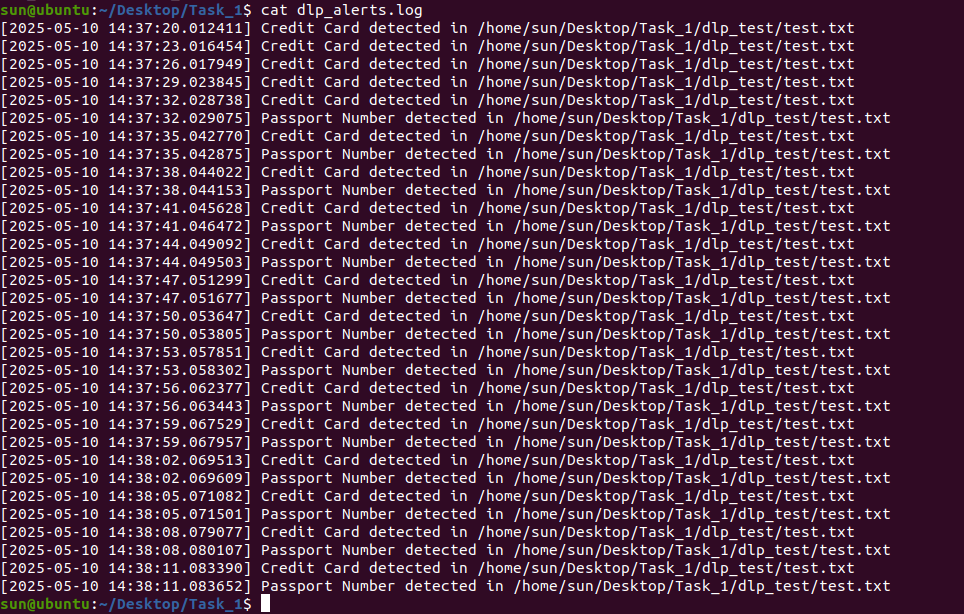 sun@ubuntu:~/Desktop/Task_1$ cat dlp_alerts.log
[2025-05-10 14:37:20.012411] Credit Card detected in /home/sun/Desktop/Task_1/dlp_test/test.txt
[2025-05-10 14:37:23.016454] Credit Card detected in /home/sun/Desktop/Task_1/dlp_test/test.txt
[2025-05-10 14:37:26.017949] Credit Card detected in /home/sun/Desktop/Task_1/dlp_test/test.txt
[2025-05-10 14:37:29.023845] Credit Card detected in /home/sun/Desktop/Task_1/dlp_test/test.txt
[2025-05-10 14:37:32.028738] Credit Card detected in /home/sun/Desktop/Task_1/dlp_test/test.txt
[2025-05-10 14:37:32.029075] Passport Number detected in /home/sun/Desktop/Task_1/dlp_test/test.txt
[2025-05-10 14:37:35.042770] Credit Card detected in /home/sun/Desktop/Task_1/dlp_test/test.txt
[2025-05-10 14:37:35.042875] Passport Number detected in /home/sun/Desktop/Task_1/dlp_test/test.txt
[2025-05-10 14:37:38.044022] Credit Card detected in /home/sun/Desktop/Task_1/dlp_test/test.txt
[2025-05-10 14:37:38.044153] Passport Number detected in /home/sun/Desktop/Task_1/dlp_test/test.txt
[2025-05-10 14:37:41.045628] Credit Card detected in /home/sun/Desktop/Task_1/dlp_test/test.txt
[2025-05-10 14:37:41.046472] Passport Number detected in /home/sun/Desktop/Task_1/dlp_test/test.txt
[2025-05-10 14:37:44.049092] Credit Card detected in /home/sun/Desktop/Task_1/dlp_test/test.txt
[2025-05-10 14:37:44.049503] Passport Number detected in /home/sun/Desktop/Task_1/dlp_test/test.txt
[2025-05-10 14:37:47.051299] Credit Card detected in /home/sun/Desktop/Task_1/dlp_test/test.txt
[2025-05-10 14:37:47.051677] Passport Number detected in /home/sun/Desktop/Task_1/dlp_test/test.txt
[2025-05-10 14:37:50.053647] Credit Card detected in /home/sun/Desktop/Task_1/dlp_test/test.txt
[2025-05-10 14:37:50.053805] Passport Number detected in /home/sun/Desktop/Task_1/dlp_test/test.txt
[2025-05-10 14:37:53.057851] Credit Card detected in /home/sun/Desktop/Task_1/dlp_test/test.txt
[2025-05-10 14:37:53.058302] Passport Number detected in /home/sun/Desktop/Task_1/dlp_test/test.txt
[2025-05-10 14:37:56.062377] Credit Card detected in /home/sun/Desktop/Task_1/dlp_test/test.txt
[2025-05-10 14:37:56.063443] Passport Number detected in /home/sun/Desktop/Task_1/dlp_test/test.txt
[2025-05-10 14:37:59.067529] Credit Card detected in /home/sun/Desktop/Task_1/dlp_test/test.txt
[2025-05-10 14:37:59.067957] Passport Number detected in /home/sun/Desktop/Task_1/dlp_test/test.txt
[2025-05-10 14:38:02.069513] Credit Card detected in /home/sun/Desktop/Task_1/dlp_test/test.txt
[2025-05-10 14:38:02.069609] Passport Number detected in /home/sun/Desktop/Task_1/dlp_test/test.txt
[2025-05-10 14:38:05.071082] Credit Card detected in /home/sun/Desktop/Task_1/dlp_test/test.txt
[2025-05-10 14:38:05.071501] Passport Number detected in /home/sun/Desktop/Task_1/dlp_test/test.txt
[2025-05-10 14:38:08.079077] Credit Card detected in /home/sun/Desktop/Task_1/dlp_test/test.txt
[2025-05-10 14:38:08.080107] Passport Number detected in /home/sun/Desktop/Task_1/dlp_test/test.txt
[2025-05-10 14:38:11.083390] Credit Card detected in /home/sun/Desktop/Task_1/dlp_test/test.txt
[2025-05-10 14:38:11.083652] Passport Number detected in /home/sun/Desktop/Task_1/dlp_test/test.txt
sun@ubuntu:~/Desktop/Task_1$